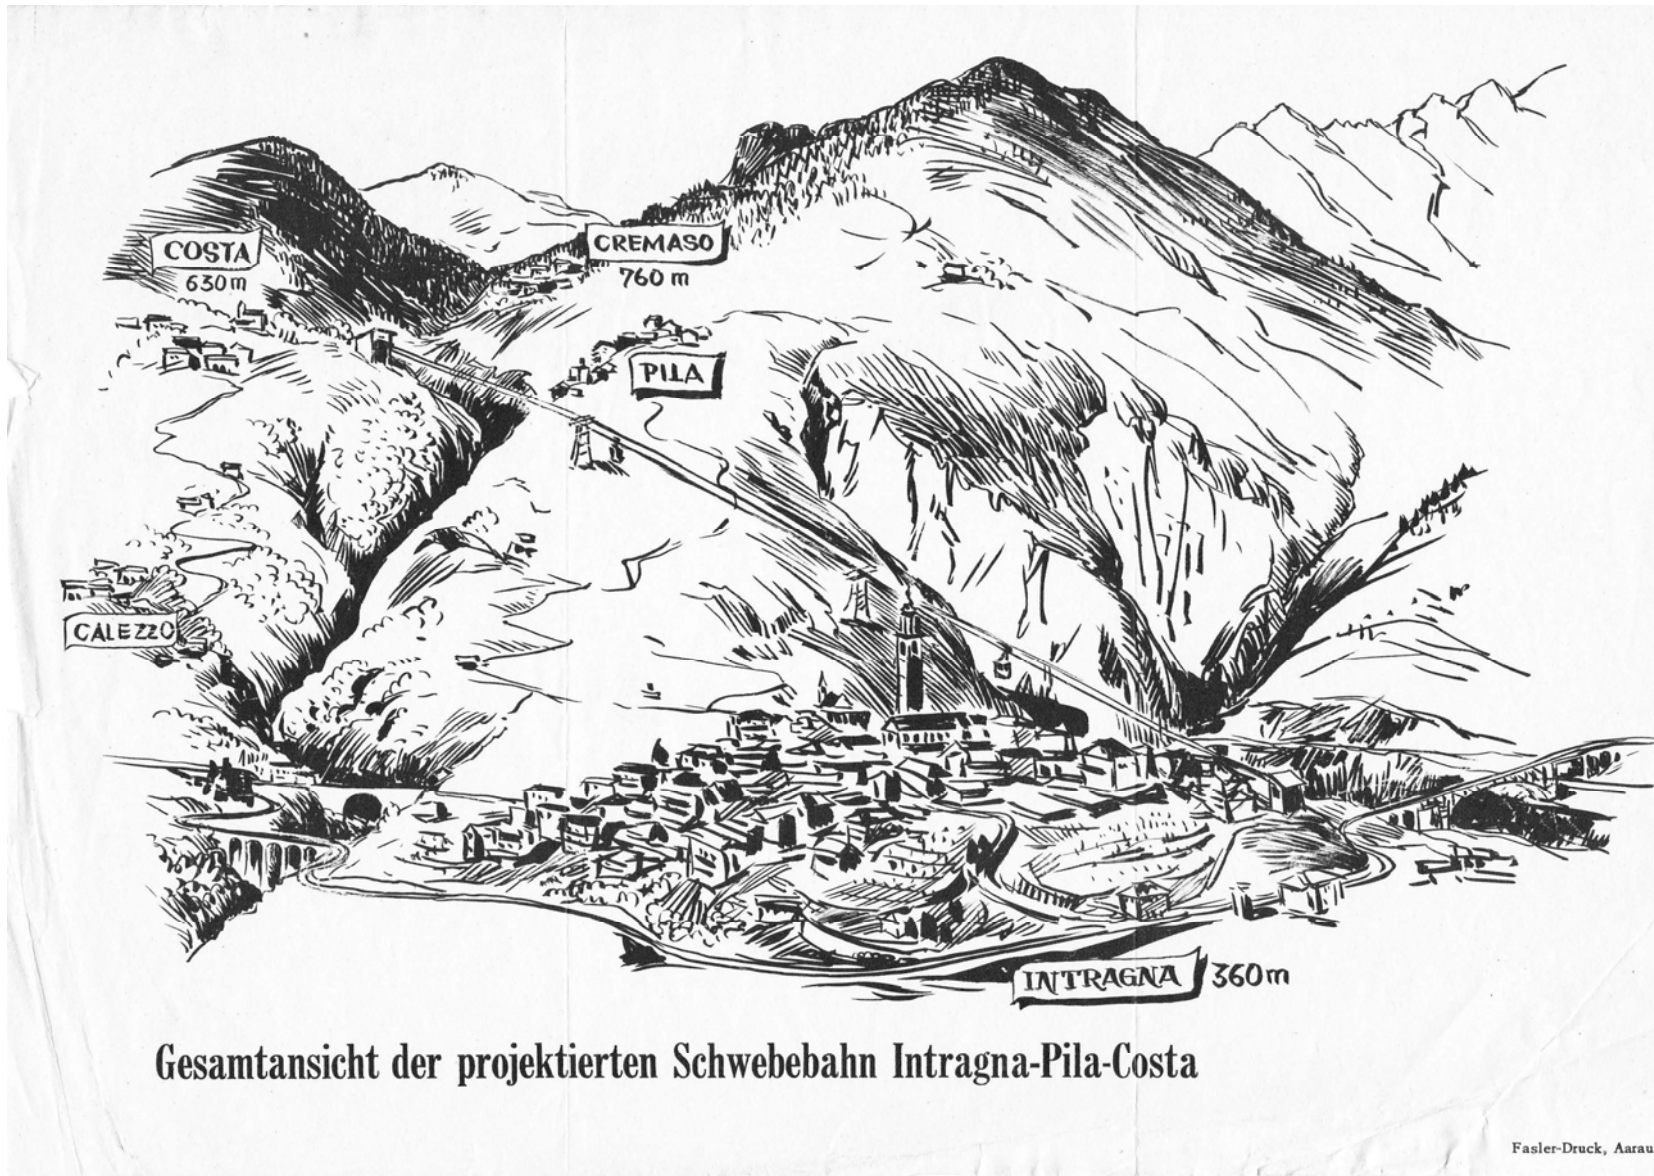 COSTA
630 m
CREMASO
760 m
PILA
CALEZZO
INTRAGNA 360 m
Gesamtansicht der projektierten Schwebebahn Intragna-Pila-Costa
Fasler-Druck, Aarau